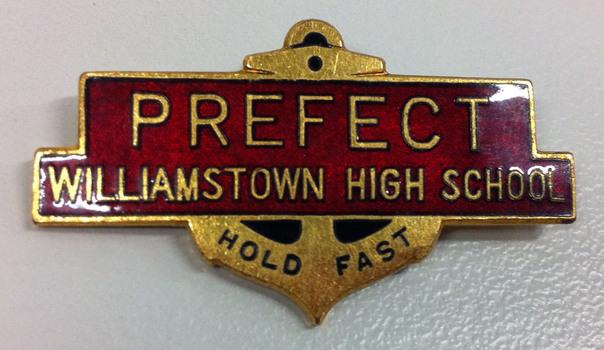 PREFECT
WILLIAMSTOWN HIGH SCHOOL
HOLD FAST